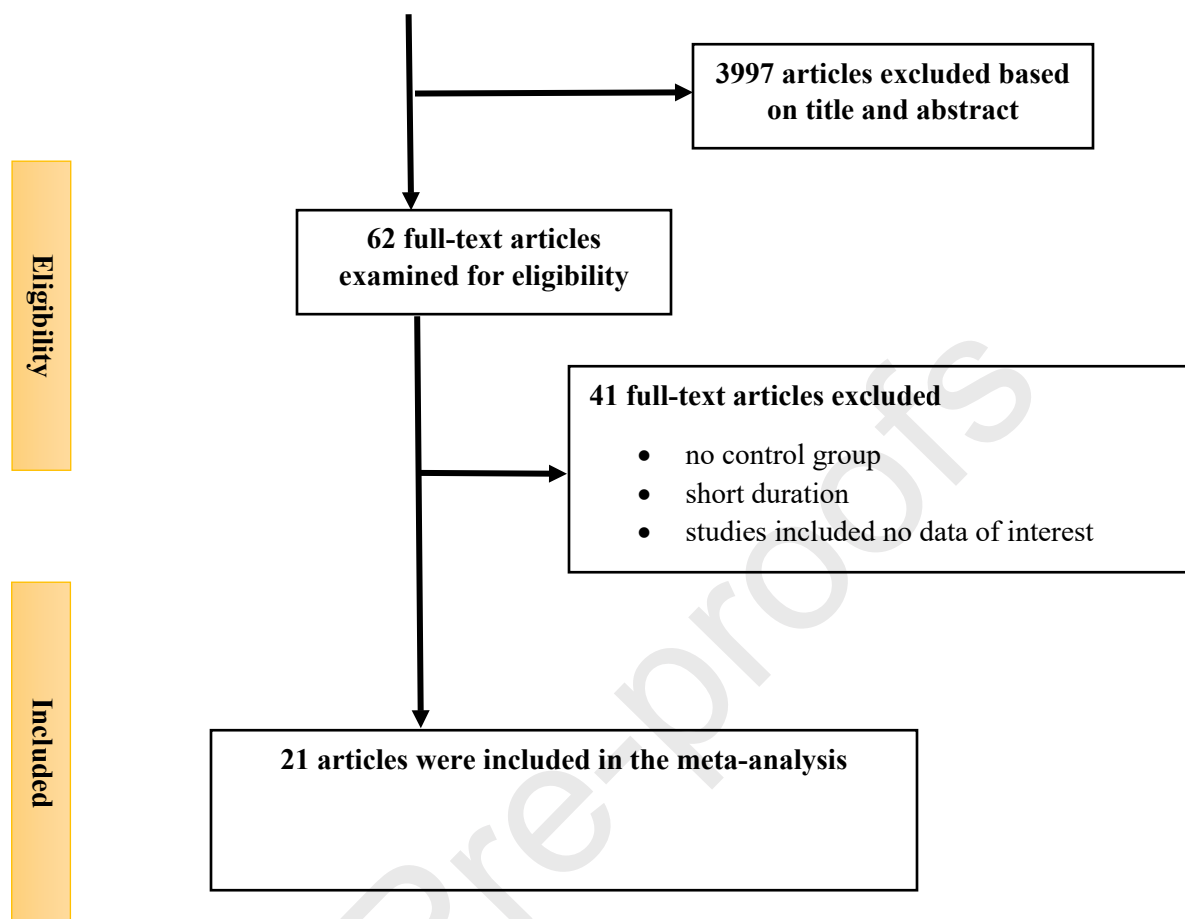 3997 articles excluded based
on title and abstract
Eligibility
62 full-text articles
examined for eligibility
41 full-text articles excluded
• no control group
• short duration
• studies included no data of interest
Included
21 articles were included in the meta-analysis
Pre-proofs